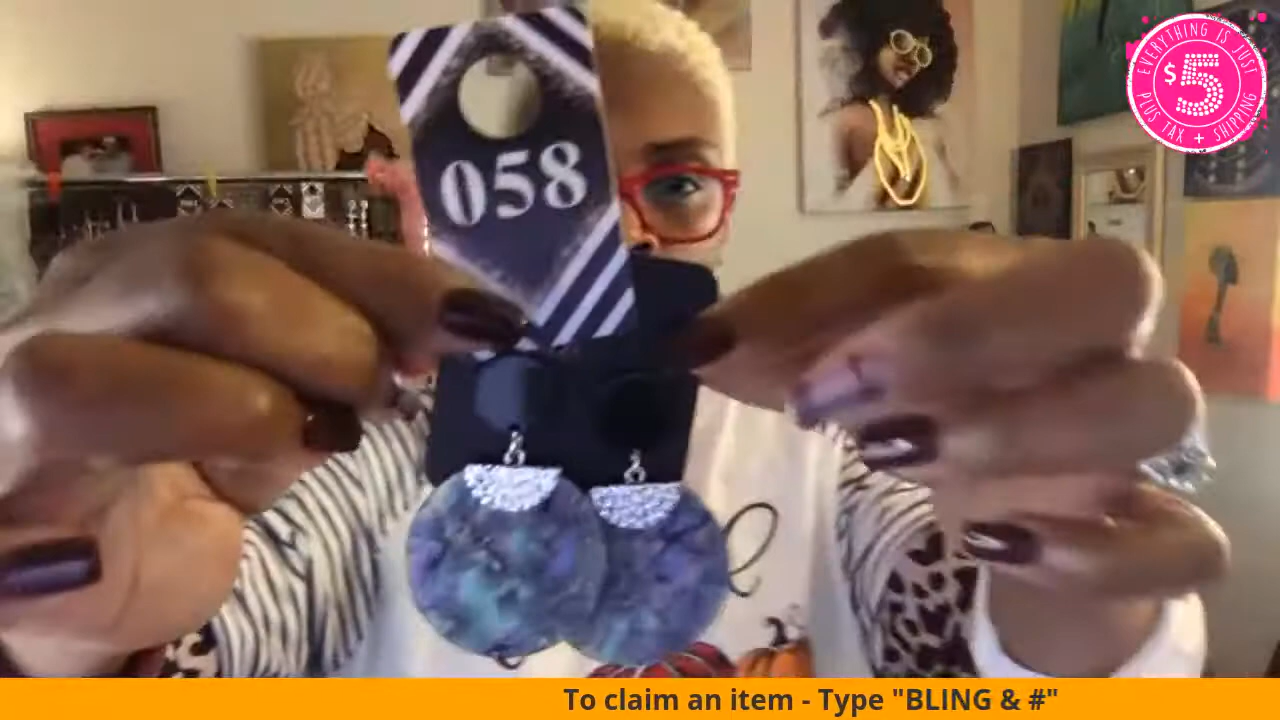 EVERYTHING IS JUST
$5
PLUS TAX + SHIPPING
058
To claim an item - Type "BLING & #"